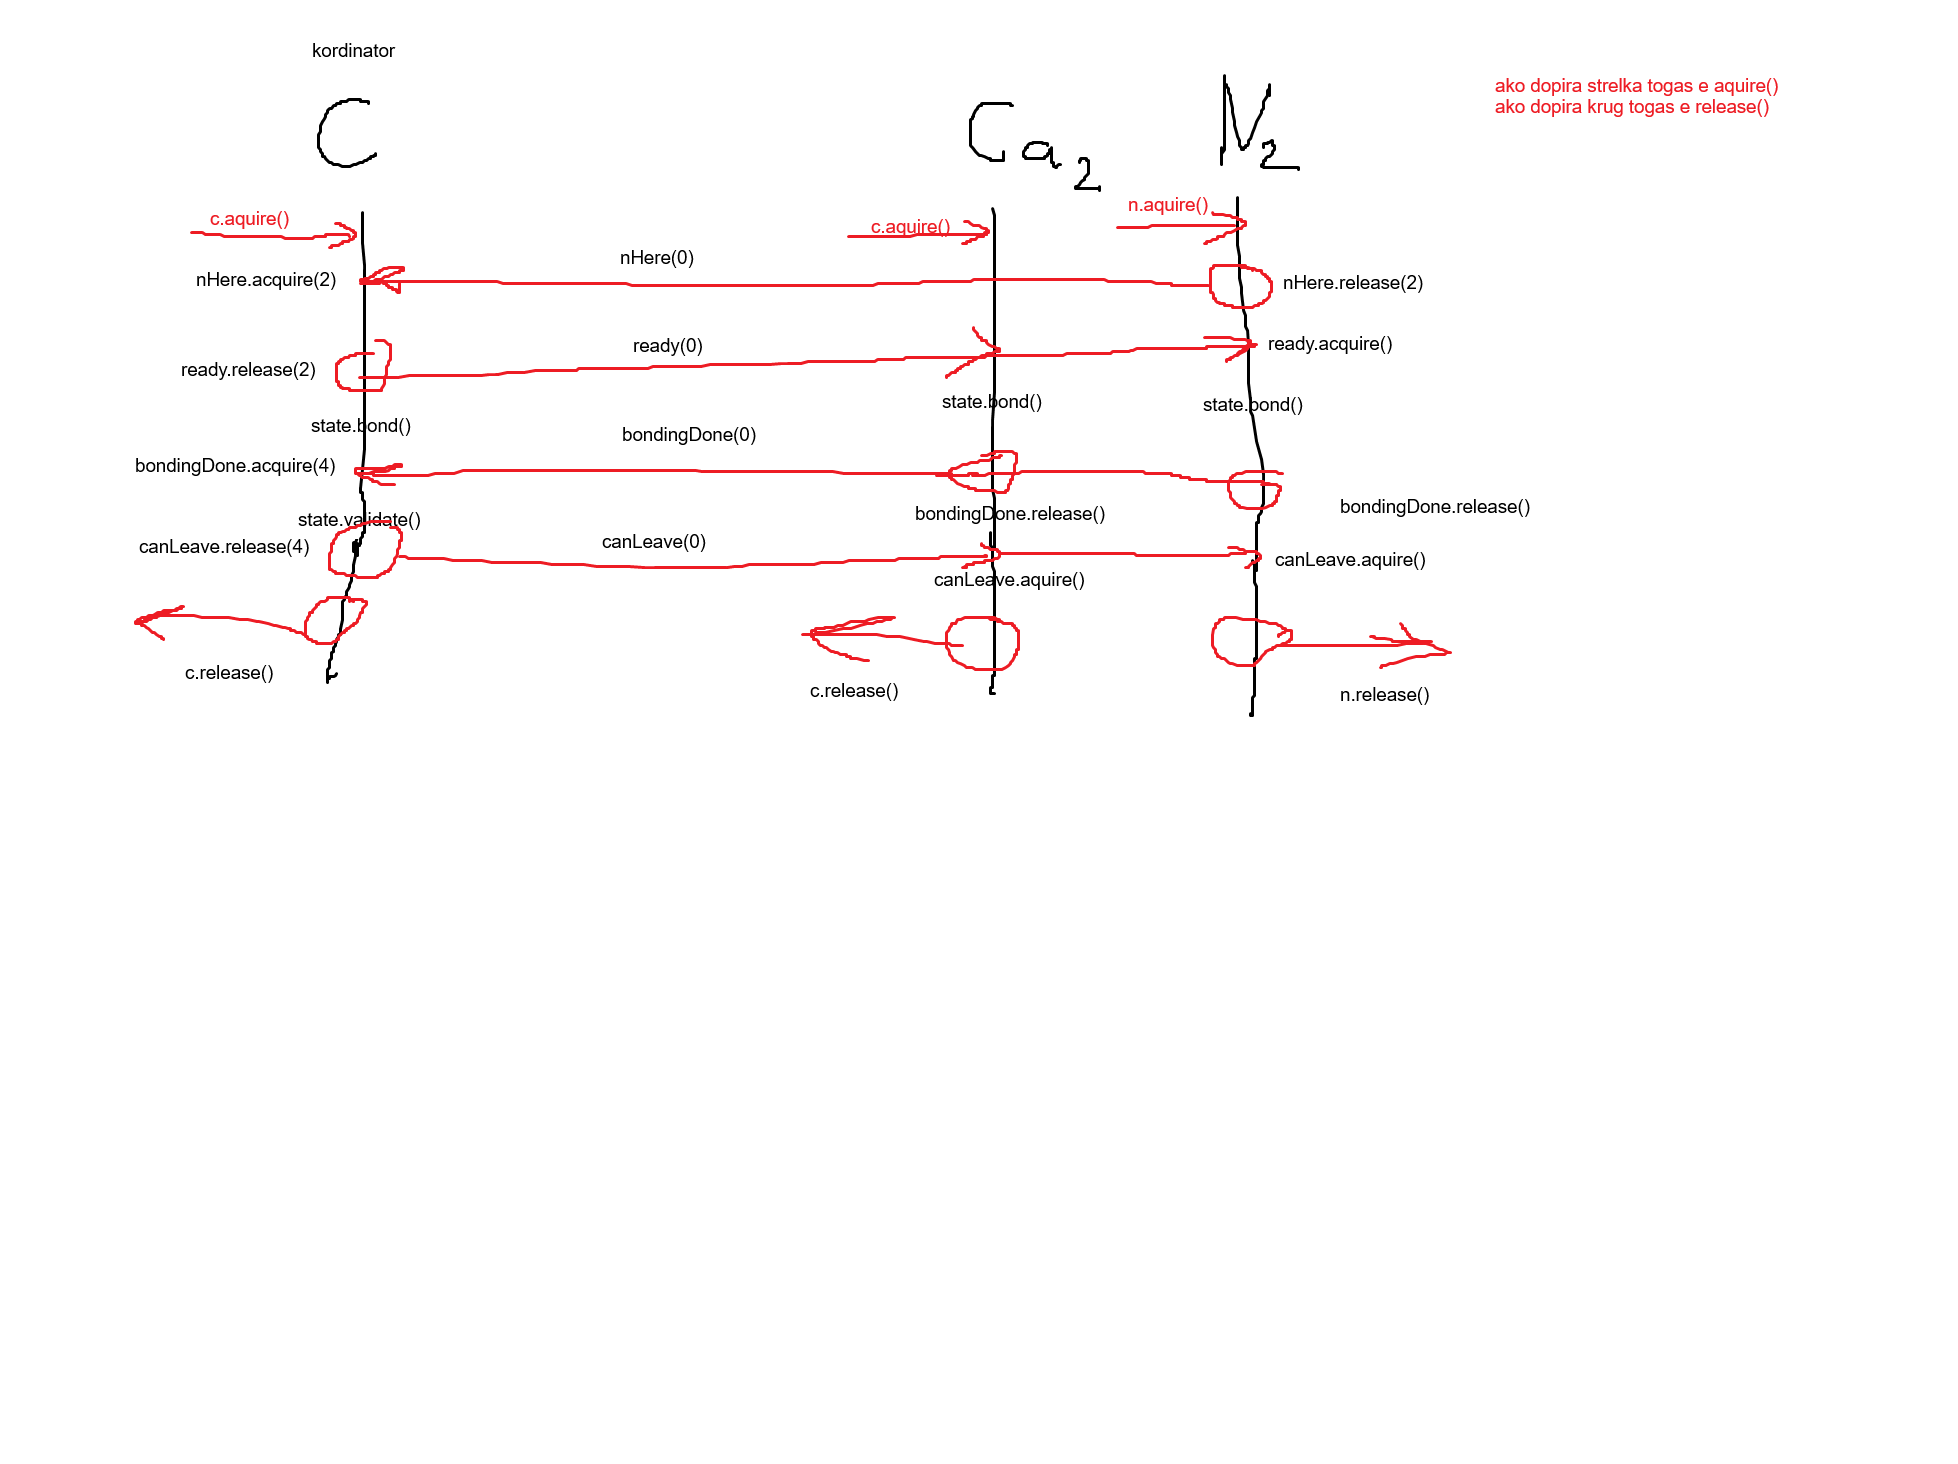 kordinator
C
Ca2
N2
ako dopira strelka togas e aquire()
ako dopira krug togas e release()
c.aquire()
c.aquire()
n.aquire()
nHere.acquire(2)
nHere(0)
nHere.release(2)
ready.release(2)
ready(0)
ready.acquire()
state.bond()
state.bond()
state.bond()
bondingDone.acquire(4)
bondingDone(0)
bondingDone.release()
bondingDone.release()
state.validate()
canLeave.release(4)
canLeave(0)
canLeave.aquire()
canLeave.aquire()
c.release()
c.release()
n.release()